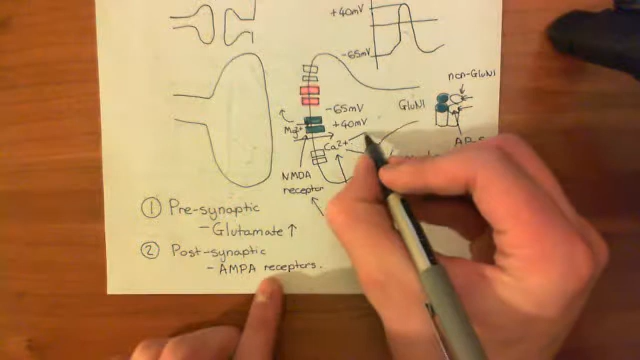 +40mV
-65mV
non-GluN1
GluN1
-65mV
+40mV
Mg2+
Ca2+
NMDA
receptor
① Pre-synaptic
- Glutamate ↑
② Post-synaptic
- AMPA receptors.